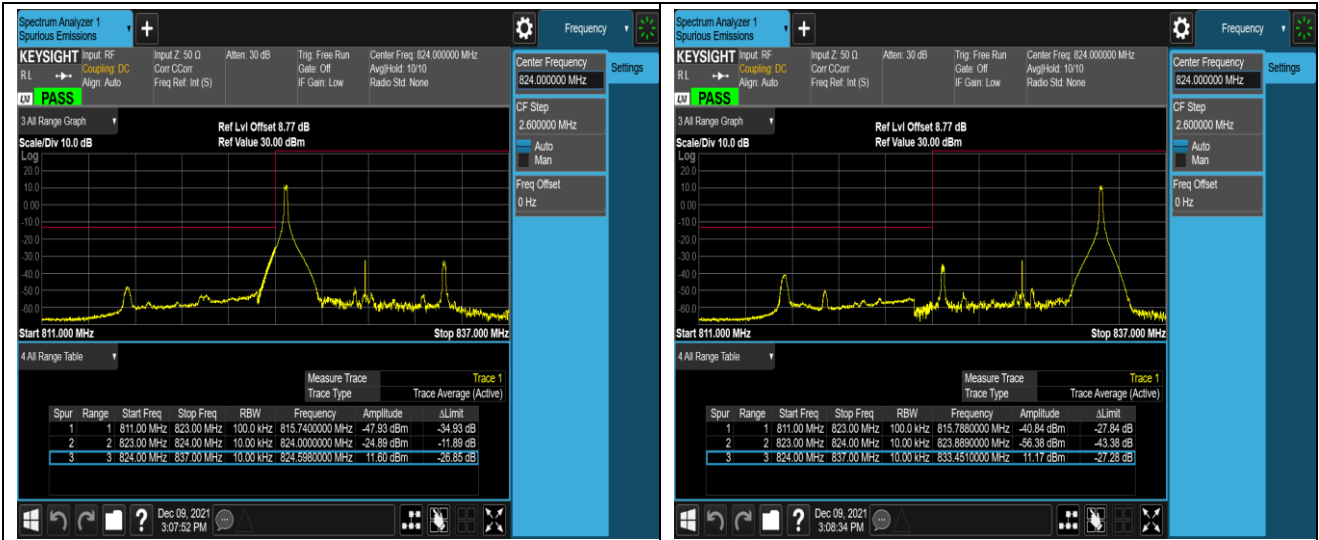 Spectrum Analyzer 1
Spurious Emissions
+
Frequency
KEYSIGHT Input: RF Input Z: 50 Ω Atten: 30 dB Trig: Free Run Center Freq: 824.000000 MHz
RL Coupling: DC Corr CCorr Gate: Off Avg|Hold: 10/10
Align: Auto Freq Ref: Int (S) IF Gain: Low Radio Std: None
LXI PASS
Center Frequency
824.000000 MHz
Settings
CF Step
2.600000 MHz
Auto
Man
Freq Offset
0 Hz
3 All Range Graph
Ref Lvl Offset 8.77 dB
Scale/Div 10.0 dB Ref Value 30.00 dBm
Log
20.0
10.0
0.00
-10.0
-20.0
-30.0
-40.0
-50.0
-60.0
Start 811.000 MHz Stop 837.000 MHz
4 All Range Table
Measure Trace Trace 1
Trace Type Trace Average (Active)
Spur Range Start Freq Stop Freq RBW Frequency Amplitude ΔLimit
1 1 811.00 MHz 823.00 MHz 100.0 kHz 815.7400000 MHz -47.93 dBm -34.93 dB
2 2 823.00 MHz 824.00 MHz 10.00 kHz 824.0000000 MHz -24.89 dBm -11.89 dB
3 3 824.00 MHz 837.00 MHz 10.00 kHz 824.5980000 MHz 11.60 dBm -26.85 dB
?
Dec 09, 2021
3:07:52 PM
Spectrum Analyzer 1
Spurious Emissions
+
Frequency
KEYSIGHT Input: RF Input Z: 50 Ω Atten: 30 dB Trig: Free Run Center Freq: 824.000000 MHz
RL Coupling: DC Corr CCorr Gate: Off Avg|Hold: 10/10
Align: Auto Freq Ref: Int (S) IF Gain: Low Radio Std: None
LXI PASS
Center Frequency
824.000000 MHz
Settings
CF Step
2.600000 MHz
Auto
Man
Freq Offset
0 Hz
3 All Range Graph
Ref Lvl Offset 8.77 dB
Scale/Div 10.0 dB Ref Value 30.00 dBm
Log
20.0
10.0
0.00
-10.0
-20.0
-30.0
-40.0
-50.0
-60.0
Start 811.000 MHz Stop 837.000 MHz
4 All Range Table
Measure Trace Trace 1
Trace Type Trace Average (Active)
Spur Range Start Freq Stop Freq RBW Frequency Amplitude ΔLimit
1 1 811.00 MHz 823.00 MHz 100.0 kHz 815.7880000 MHz -40.84 dBm -27.84 dB
2 2 823.00 MHz 824.00 MHz 10.00 kHz 823.8890000 MHz -56.38 dBm -43.38 dB
3 3 824.00 MHz 837.00 MHz 10.00 kHz 833.4510000 MHz 11.17 dBm -27.28 dB
?
Dec 09, 2021
3:08:34 PM